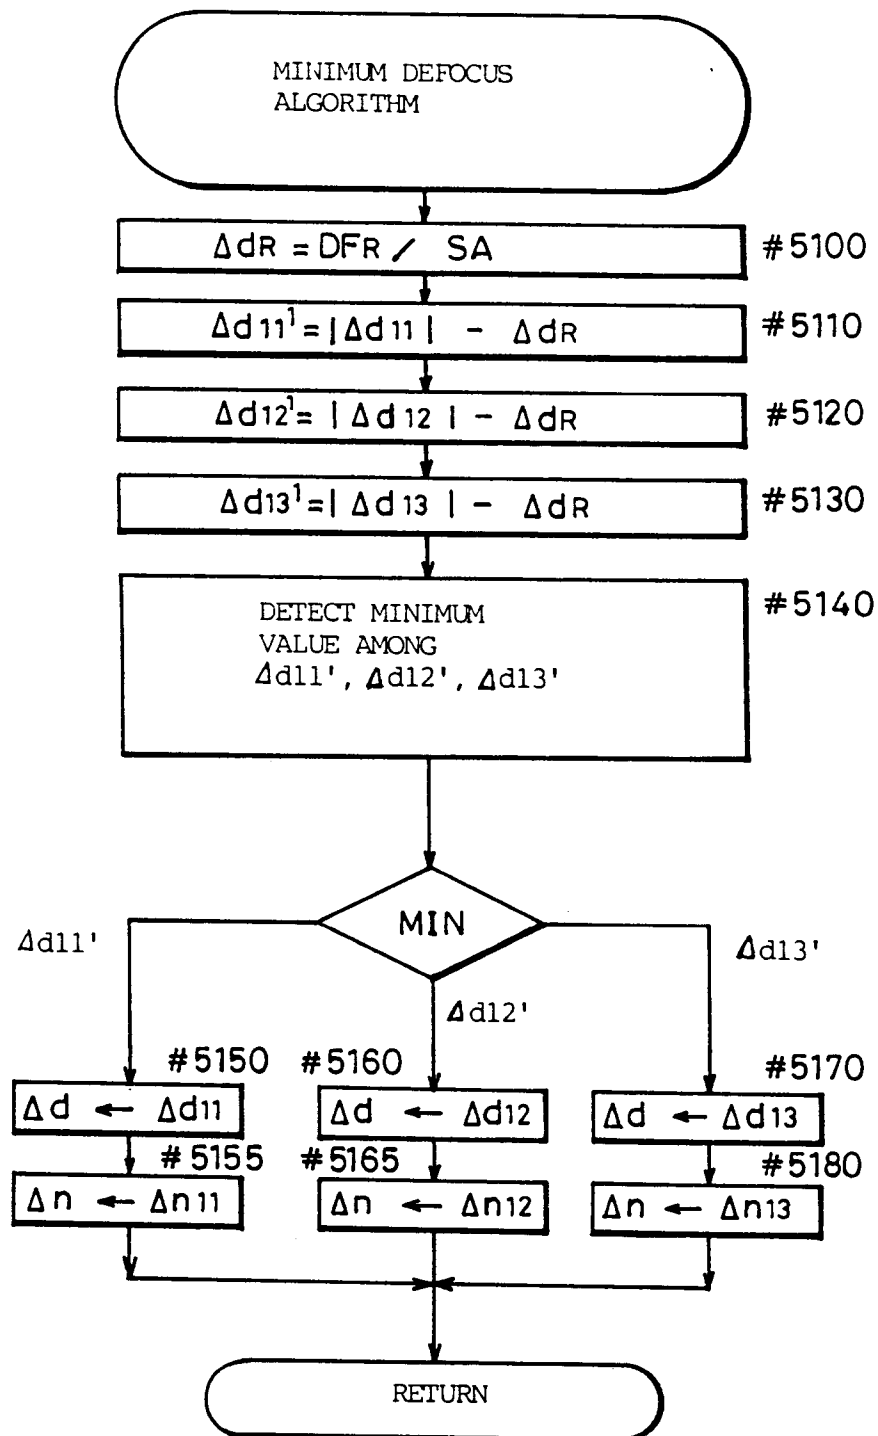 MINIMUM DEFOCUS
ALGORITHM
ΔdR = DFR / SA
#5100
Δd11' = |Δd11| - ΔdR
#5110
Δd12' = |Δd12| - ΔdR
#5120
Δd13' = |Δd13| - ΔdR
#5130
DETECT MINIMUM
VALUE AMONG
Δd11', Δd12', Δd13'
#5140
MIN
Δd11'
Δd12'
Δd13'
#5150
Δd ← Δd11
#5160
Δd ← Δd12
#5170
Δd ← Δd13
#5155
Δn ← Δn11
#5165
Δn ← Δn12
#5180
Δn ← Δn13
RETURN